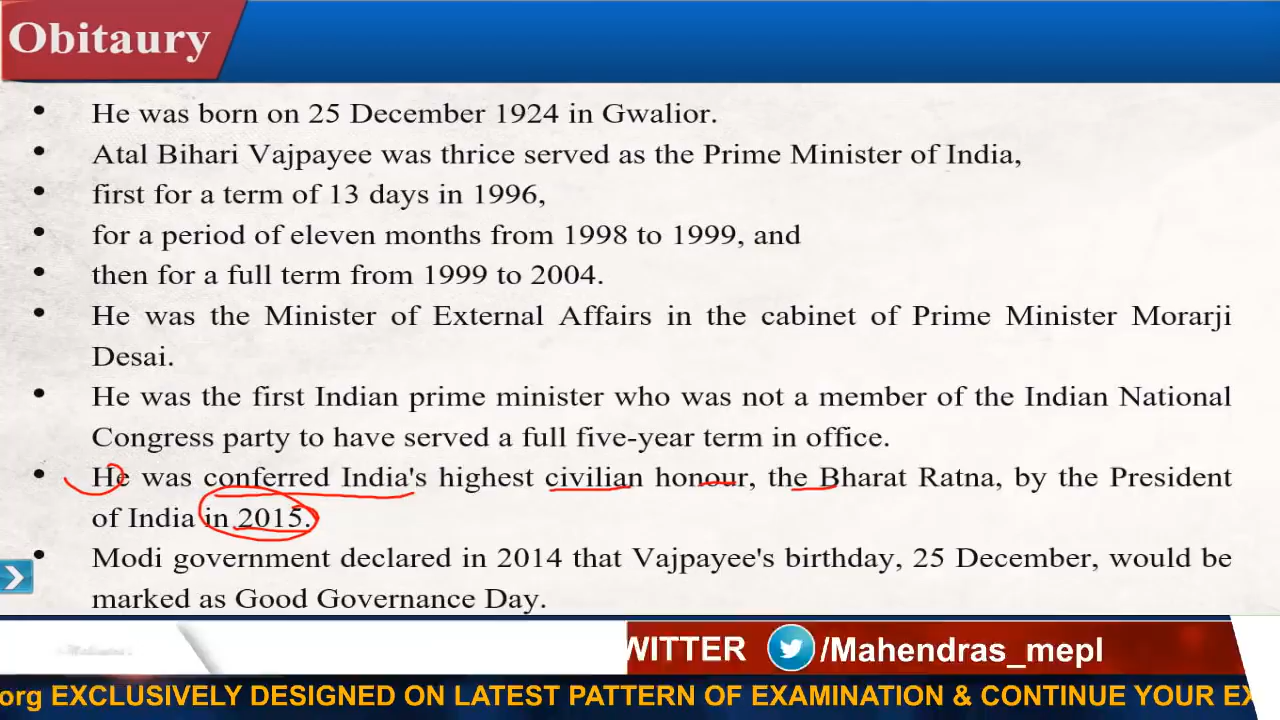 Obitaury
• He was born on 25 December 1924 in Gwalior.
• Atal Bihari Vajpayee was thrice served as the Prime Minister of India,
• first for a term of 13 days in 1996,
• for a period of eleven months from 1998 to 1999, and
• then for a full term from 1999 to 2004.
• He was the Minister of External Affairs in the cabinet of Prime Minister Morarji
Desai.
• He was the first Indian prime minister who was not a member of the Indian National
Congress party to have served a full five-year term in office.
• He was conferred India's highest civilian honour, the Bharat Ratna, by the President
of India in 2015.
• Modi government declared in 2014 that Vajpayee's birthday, 25 December, would be
marked as Good Governance Day.
WITTER /Mahendras_mepl
org EXCLUSIVELY DESIGNED ON LATEST PATTERN OF EXAMINATION & CONTINUE YOUR EX